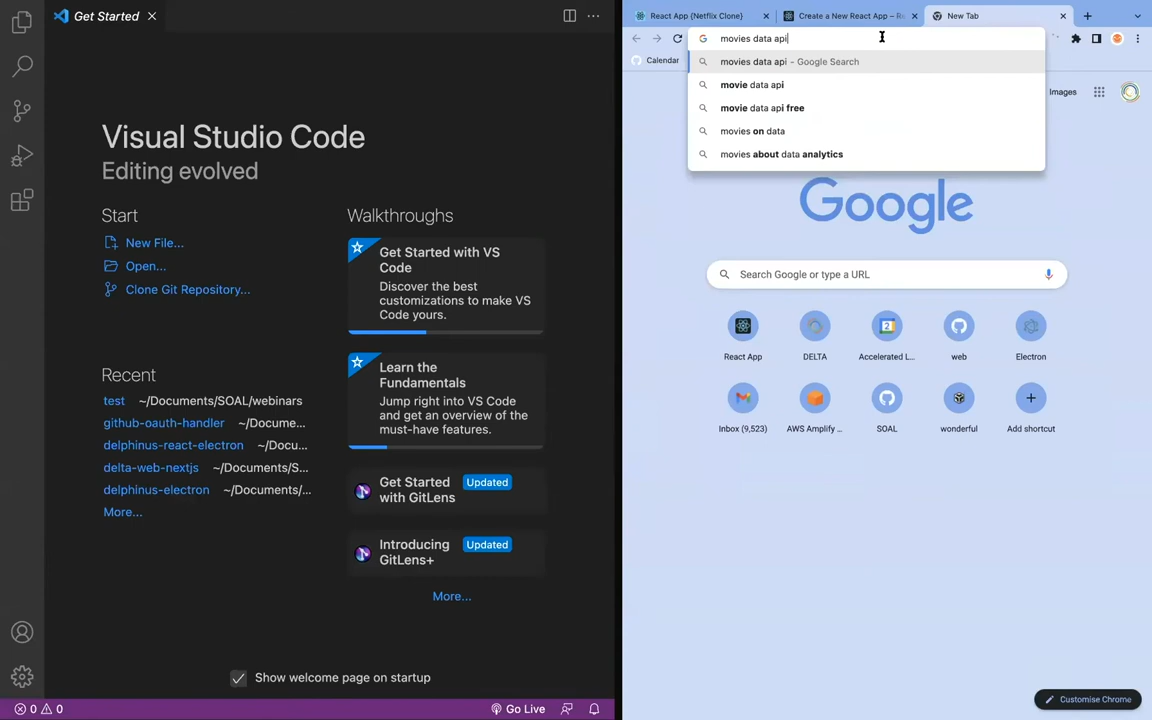 Get Started
Visual Studio Code
Editing evolved
Start
New File...
Open...
Clone Git Repository...
Recent
test ~/Documents/SOAL/webinars
github-oauth-handler ~/Docume...
delphinus-react-electron ~/Docu...
delta-web-nextjs ~/Documents/S...
delphinus-electron ~/Documents/...
More...
Walkthroughs
Get Started with VS
Code
Discover the best
customizations to make VS
Code yours.
Learn the
Fundamentals
Jump right into VS Code
and get an overview of the
must-have features.
Get Started
with GitLens
Updated
Introducing
GitLens+
Updated
More...
Show welcome page on startup
0 0
Go Live
React App {Netflix Clone}
Create a New React App – Re
New Tab
movies data api
Calendar
movies data api – Google Search
movie data api
movie data api free
movies on data
movies about data analytics
Images
Google
Search Google or type a URL
React App
DELTA
2
Accelerated L...
web
Electron
Inbox (9,523)
AWS Amplify ...
SOAL
wonderful
Add shortcut
Customise Chrome